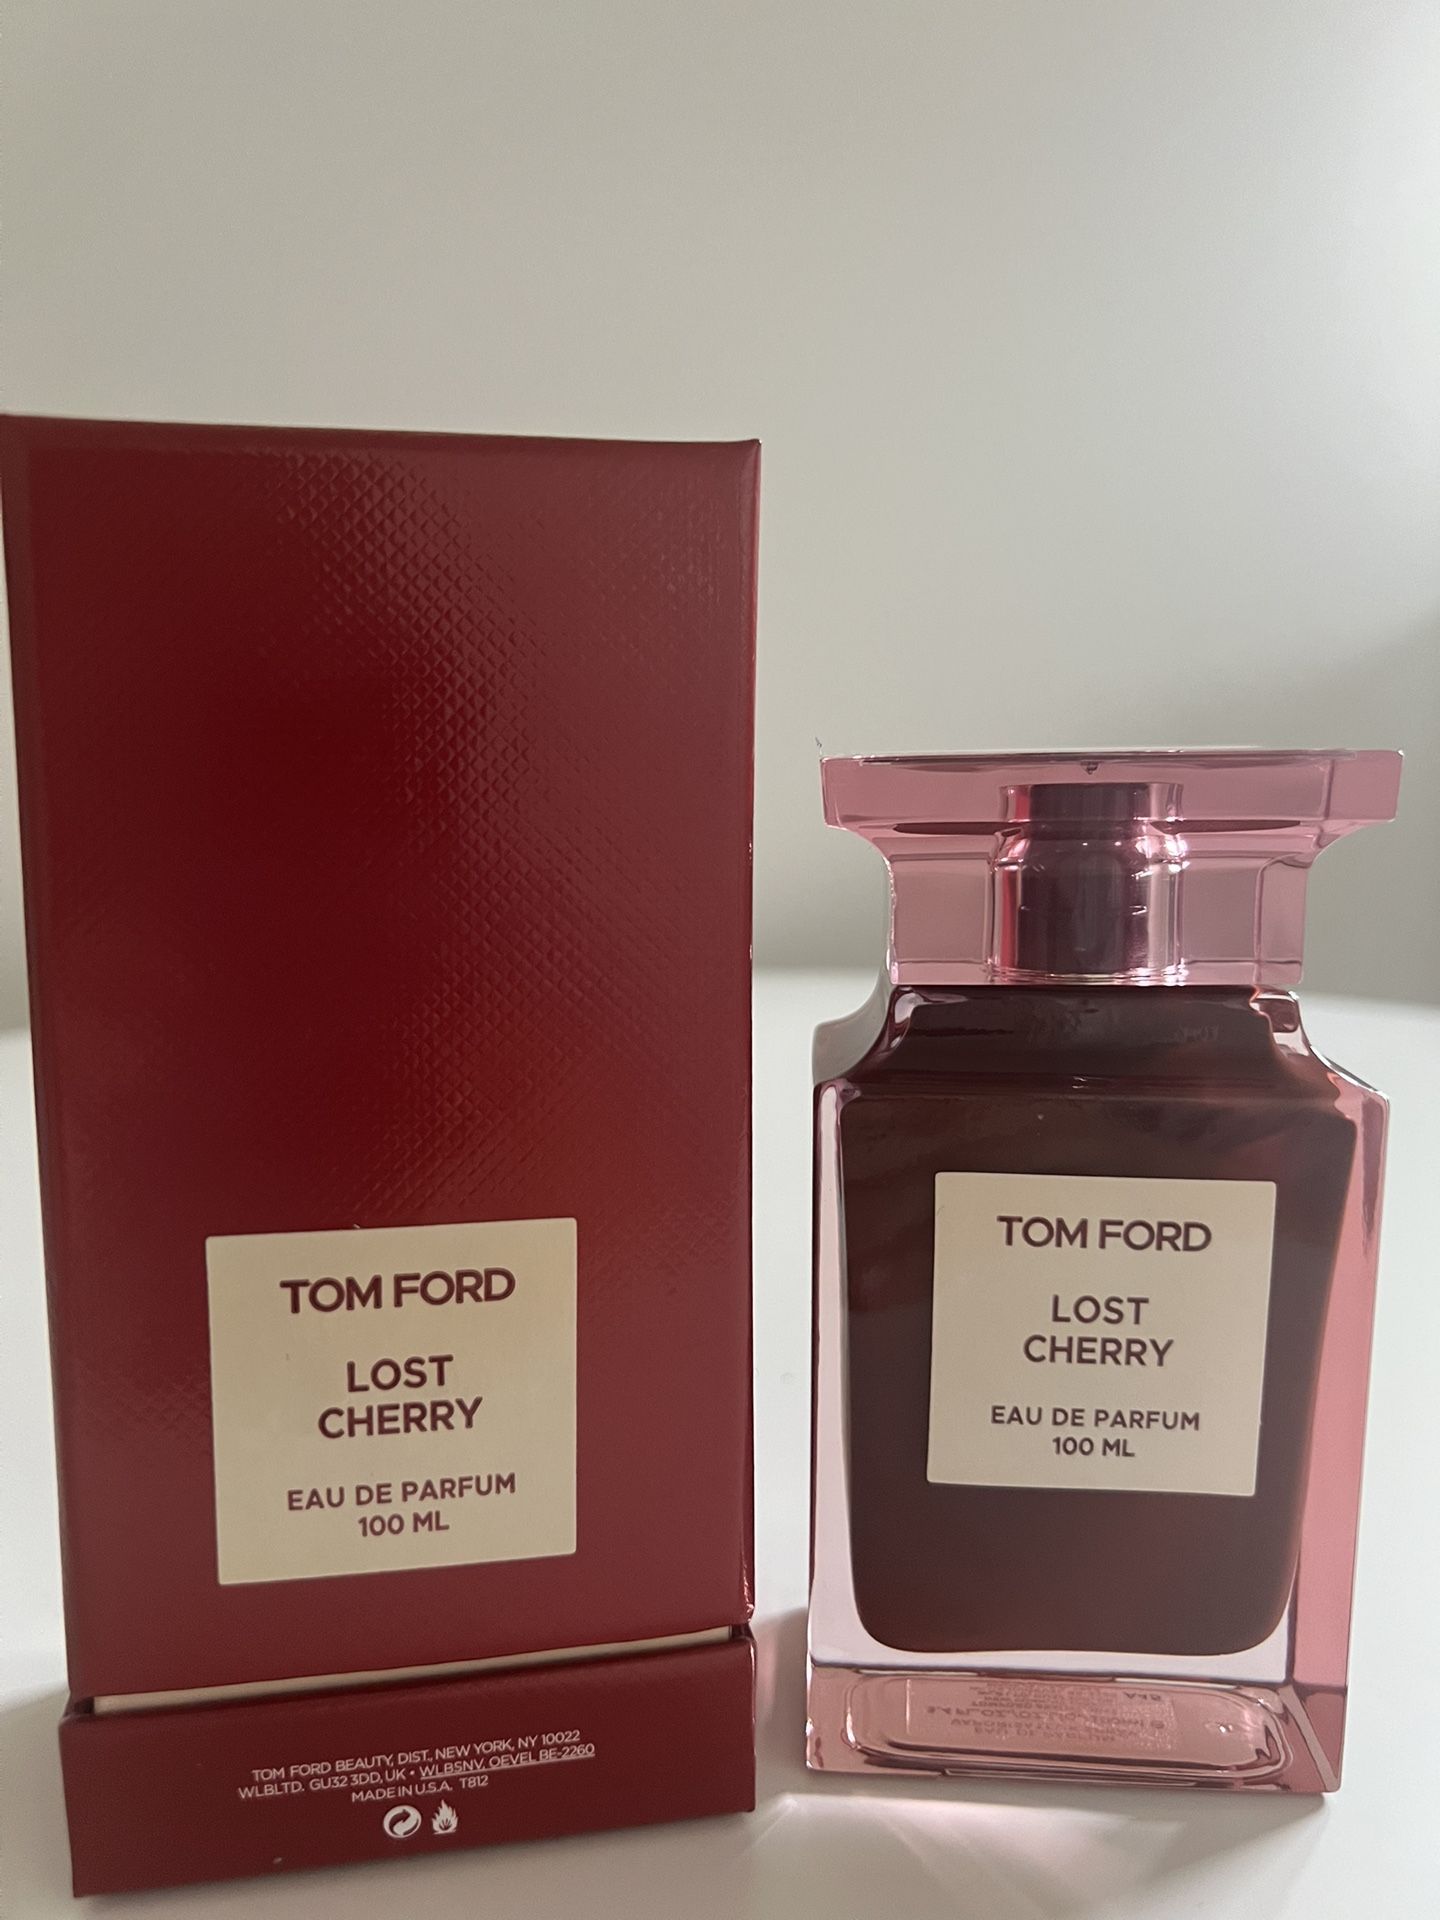 TOM FORD
LOST
CHERRY
EAU DE PARFUM
100 ML
TOM FORD BEAUTY, DIST., NEW YORK, NY 10022
WLBLTD. GU32 3DD, UK • WLBSNV, OEVEL BE-2260
MADE IN U.S.A. T812
TOM FORD
LOST
CHERRY
EAU DE PARFUM
100 ML
A45